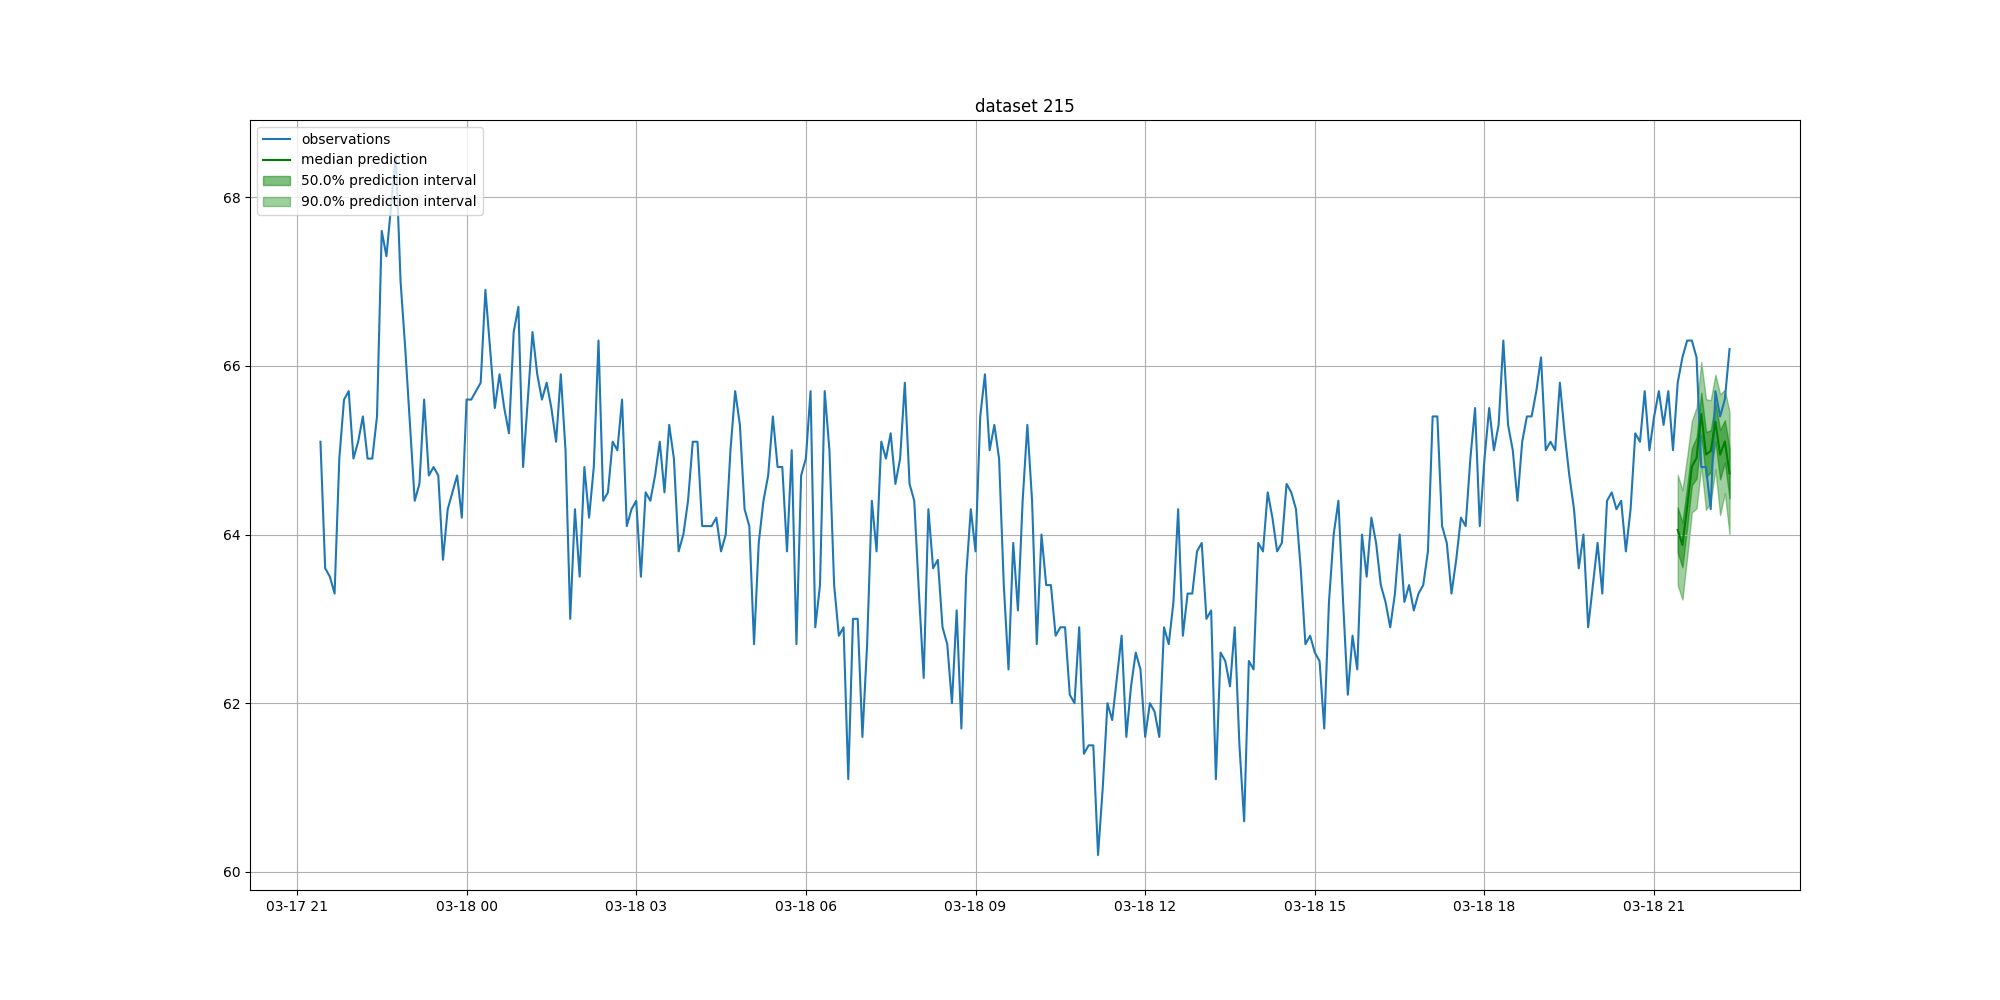 dataset 215
observations
median prediction
50.0% prediction interval
90.0% prediction interval
68
66
64
62
60
03-17 21 03-18 00 03-18 03 03-18 06 03-18 09 03-18 12 03-18 15 03-18 18 03-18 21